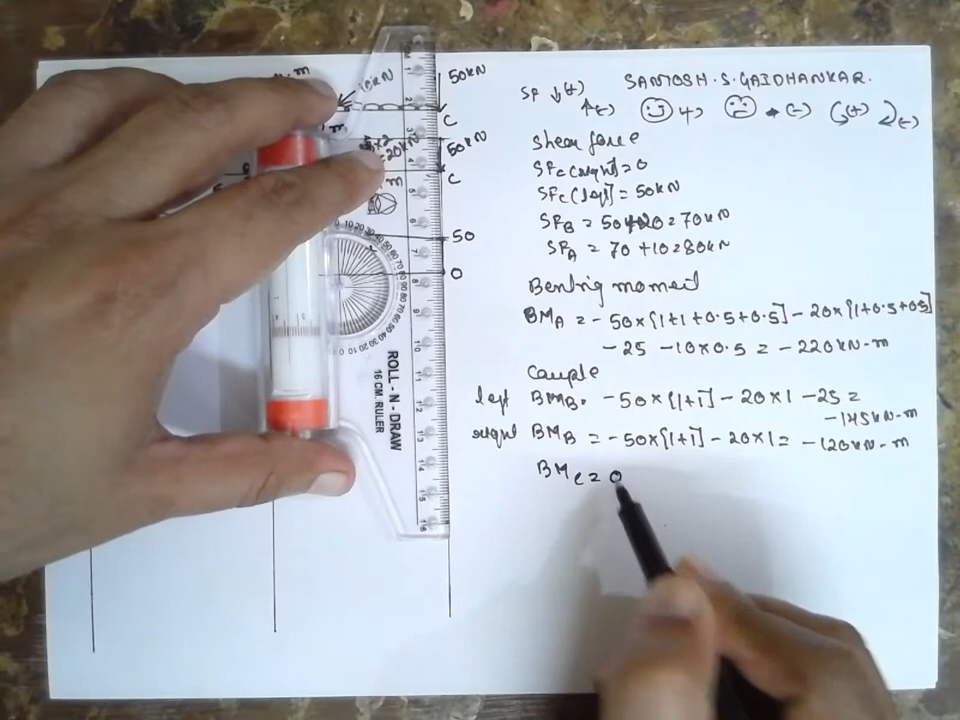 SANTOSH.S.GAIDHANKAR.
SF ↓(+)
↑(-) (+) (-) (+) (-)
Shear force
SFc (right) = 0
SFc (left) = 50kN
SFB = 50+20 = 70kN
SFA = 70+10 = 80kN
Bending moment
BMA = -50×[1+1+0.5+0.5] -20×[1+0.5+0.5]
-25 -10×0.5 = -220kN-m
Couple
left BMB = -50×[1+1] -20×1 -25 =
-145kN-m
right BMB = -50×[1+1] -20×1 = -120kN-m
BMc = 0
10kN
50kN
C
=20kN
50kN
C
50
0
ROLL-N-DRAW
16 CM. RULER